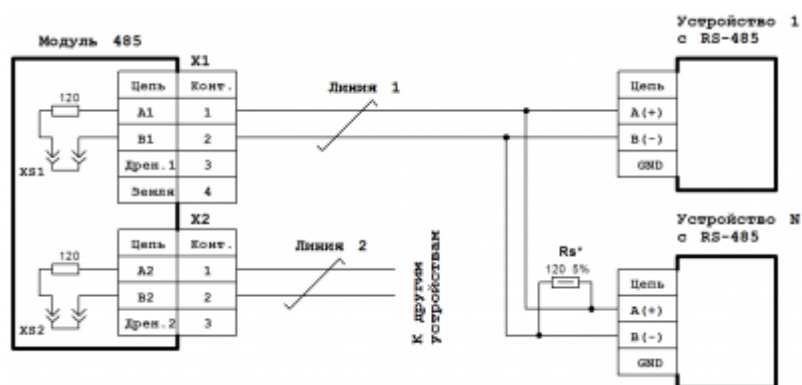 Модуль 485
X1
Цепь Конт.
120
A1 1
B1 2
XS1
Дрен.1 3
Земля 4
X2
Цепь Конт.
120
A2 1
B2 2
XS2
Дрен.2 3
Линия 1
Линия 2
К другим
устройствам
Rs*
120 5%
Устройство 1
с RS-485
Цепь
A(+)
B(-)
GND
Устройство N
с RS-485
Цепь
A(+)
B(-)
GND